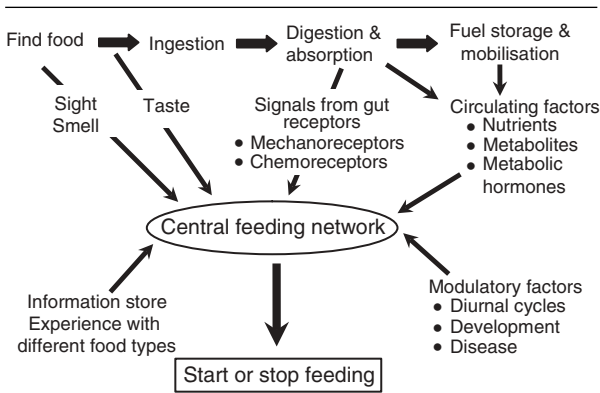 Find food
Ingestion
Digestion &
absorption
Fuel storage &
mobilisation
Sight
Smell
Taste
Signals from gut
receptors
• Mechanoreceptors
• Chemoreceptors
Circulating factors
• Nutrients
• Metabolites
• Metabolic
hormones
Central feeding network
Information store
Experience with
different food types
Modulatory factors
• Diurnal cycles
• Development
• Disease
Start or stop feeding